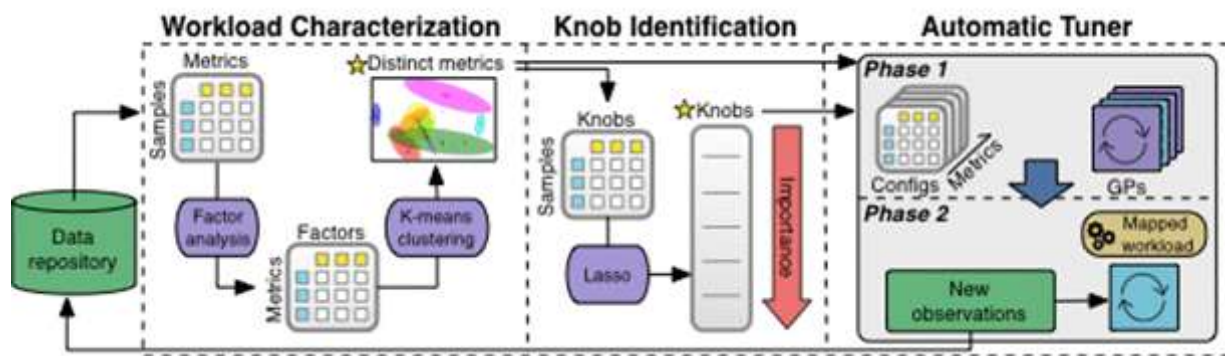 Workload Characterization
Knob Identification
Automatic Tuner
Metrics
Samples
Distinct metrics
Factor
analysis
Factors
Metrics
K-means
clustering
Data
repository
Knobs
Samples
Lasso
Knobs
Importance
Phase 1
Configs
Metrics
GPs
Phase 2
Mapped
workload
New
observations